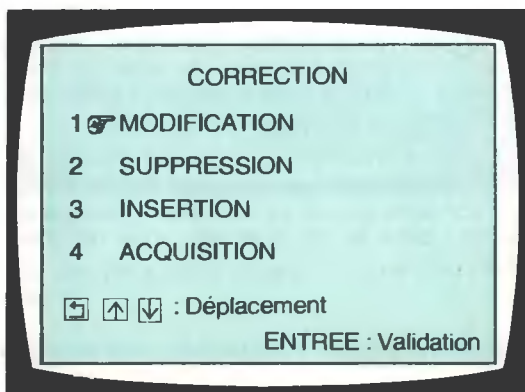 CORRECTION
1 ☞ MODIFICATION
2 SUPPRESSION
3 INSERTION
4 ACQUISITION
↰ ↑ ↓ : Déplacement
ENTREE : Validation